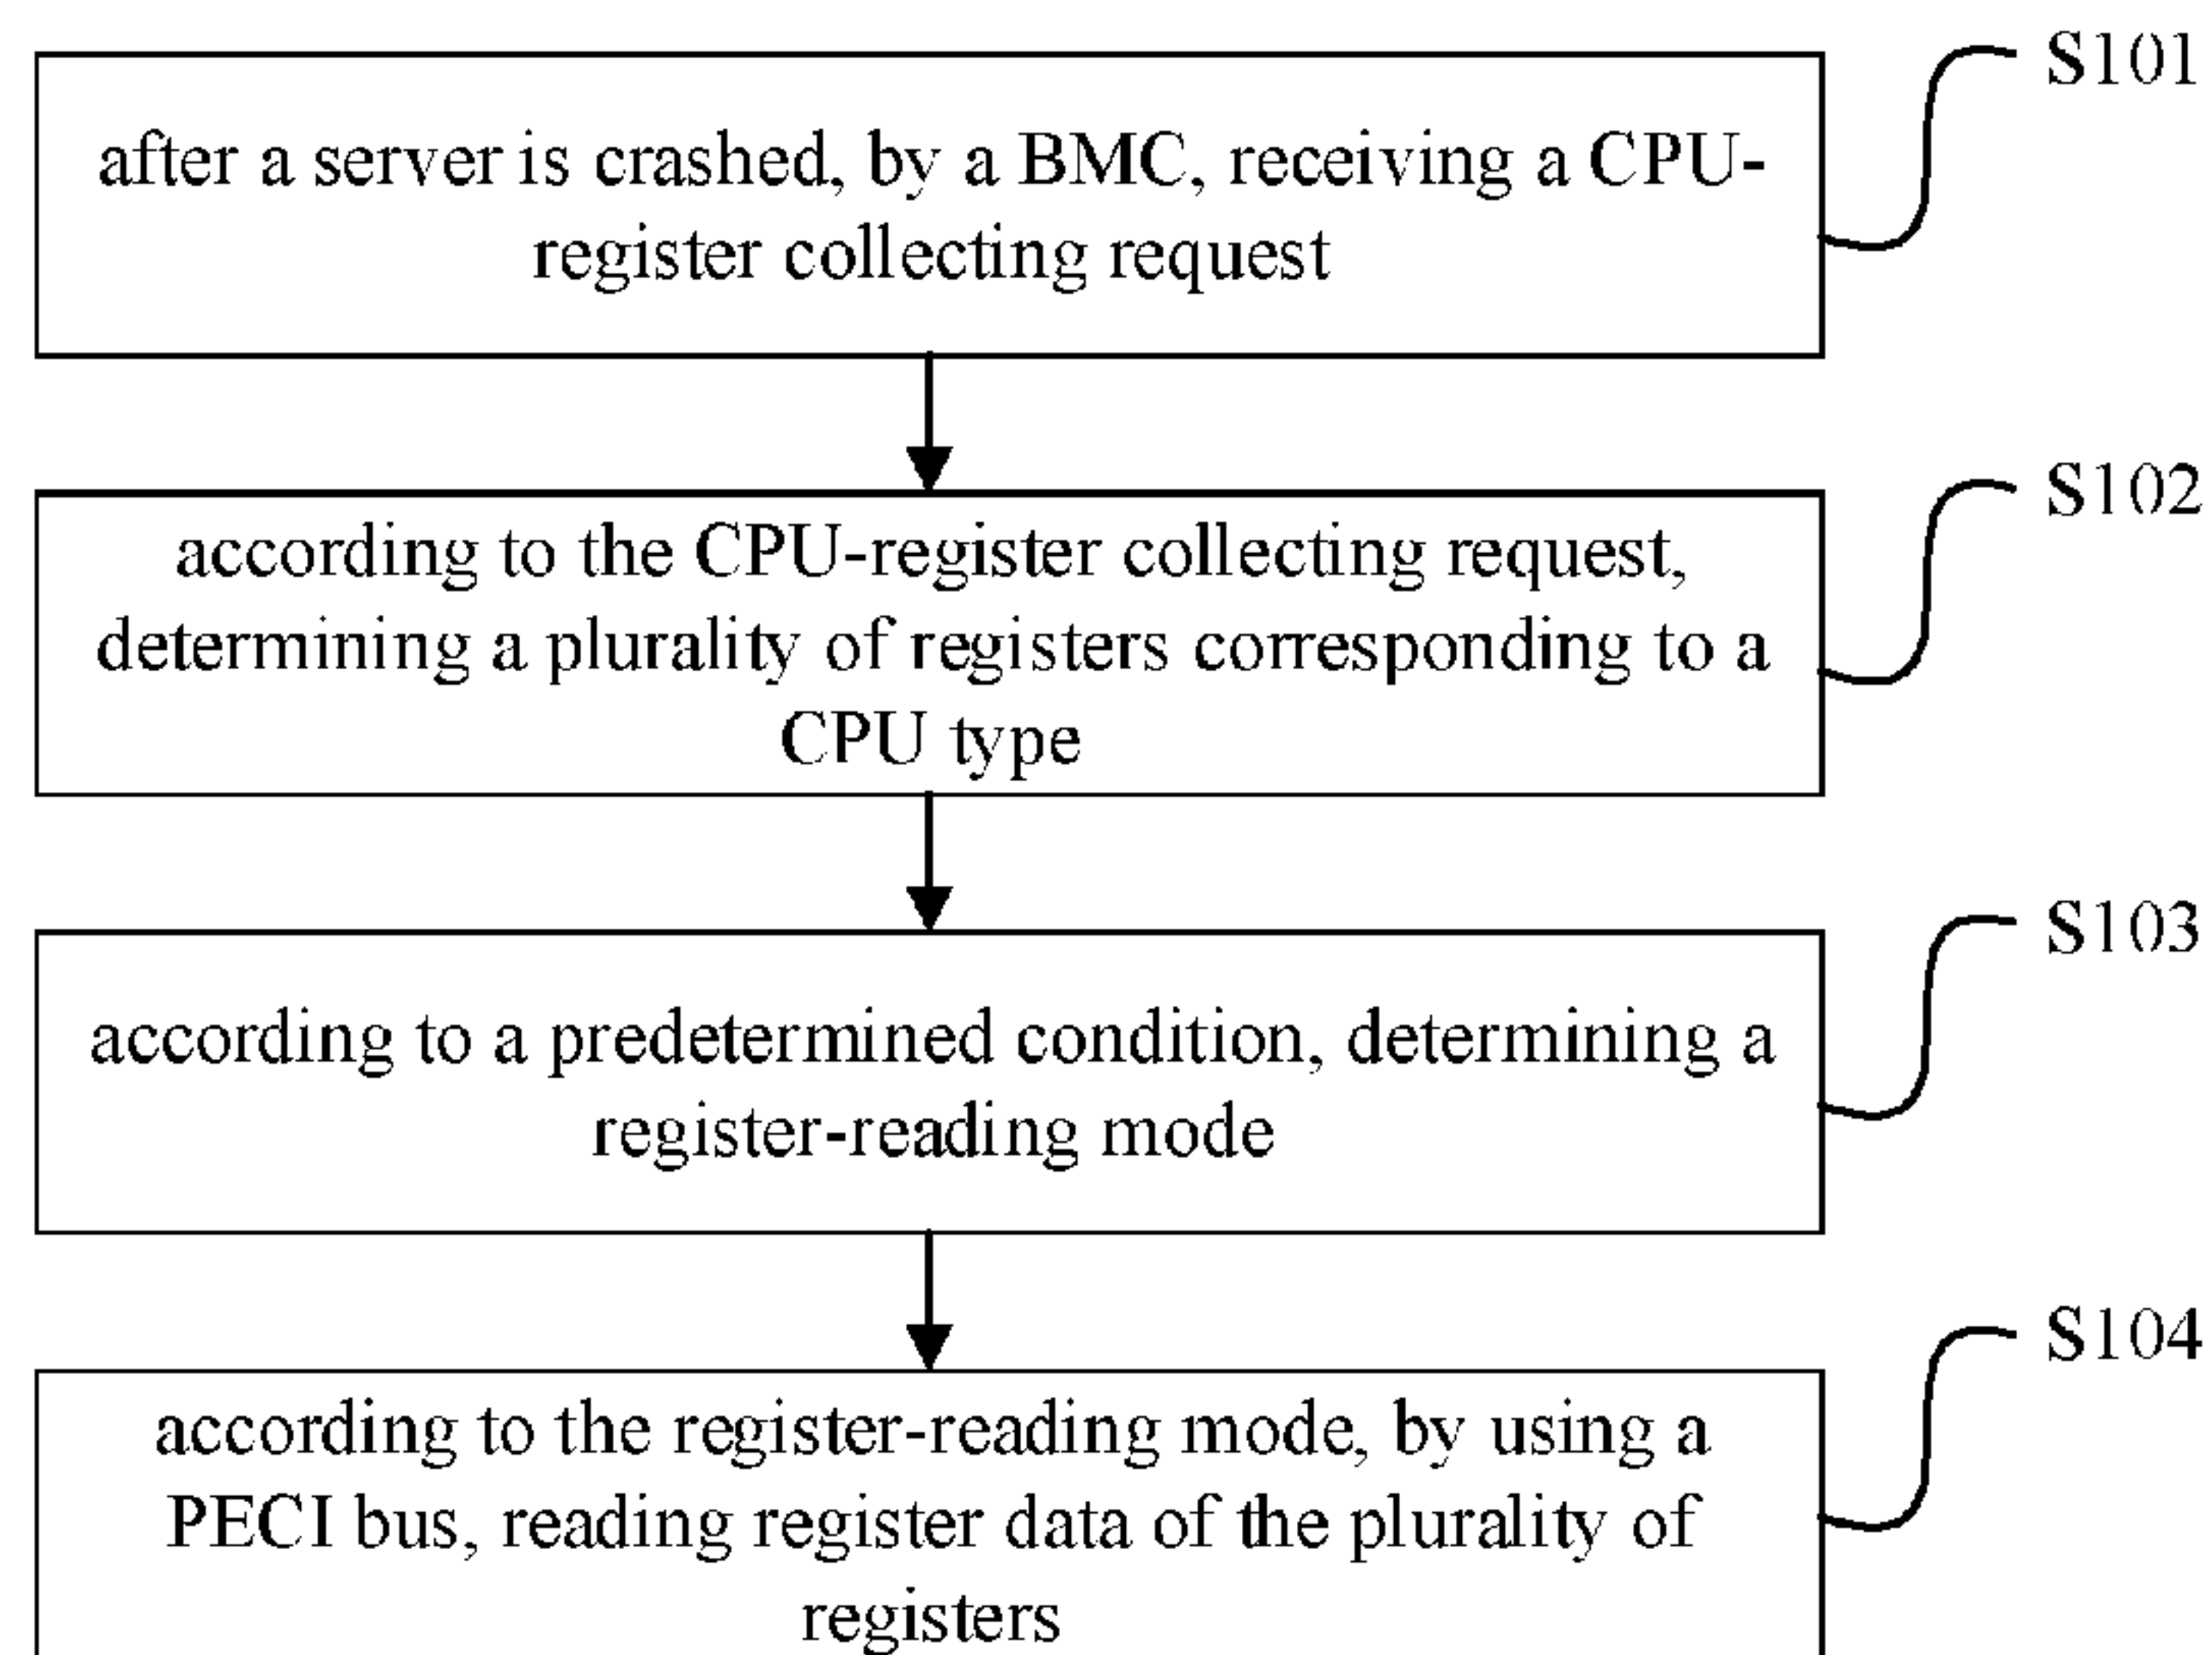 S101
after a server is crashed, by a BMC, receiving a CPU-
register collecting request
S102
according to the CPU-register collecting request,
determining a plurality of registers corresponding to a
CPU type
S103
according to a predetermined condition, determining a
register-reading mode
S104
according to the register-reading mode, by using a
PECI bus, reading register data of the plurality of
registers